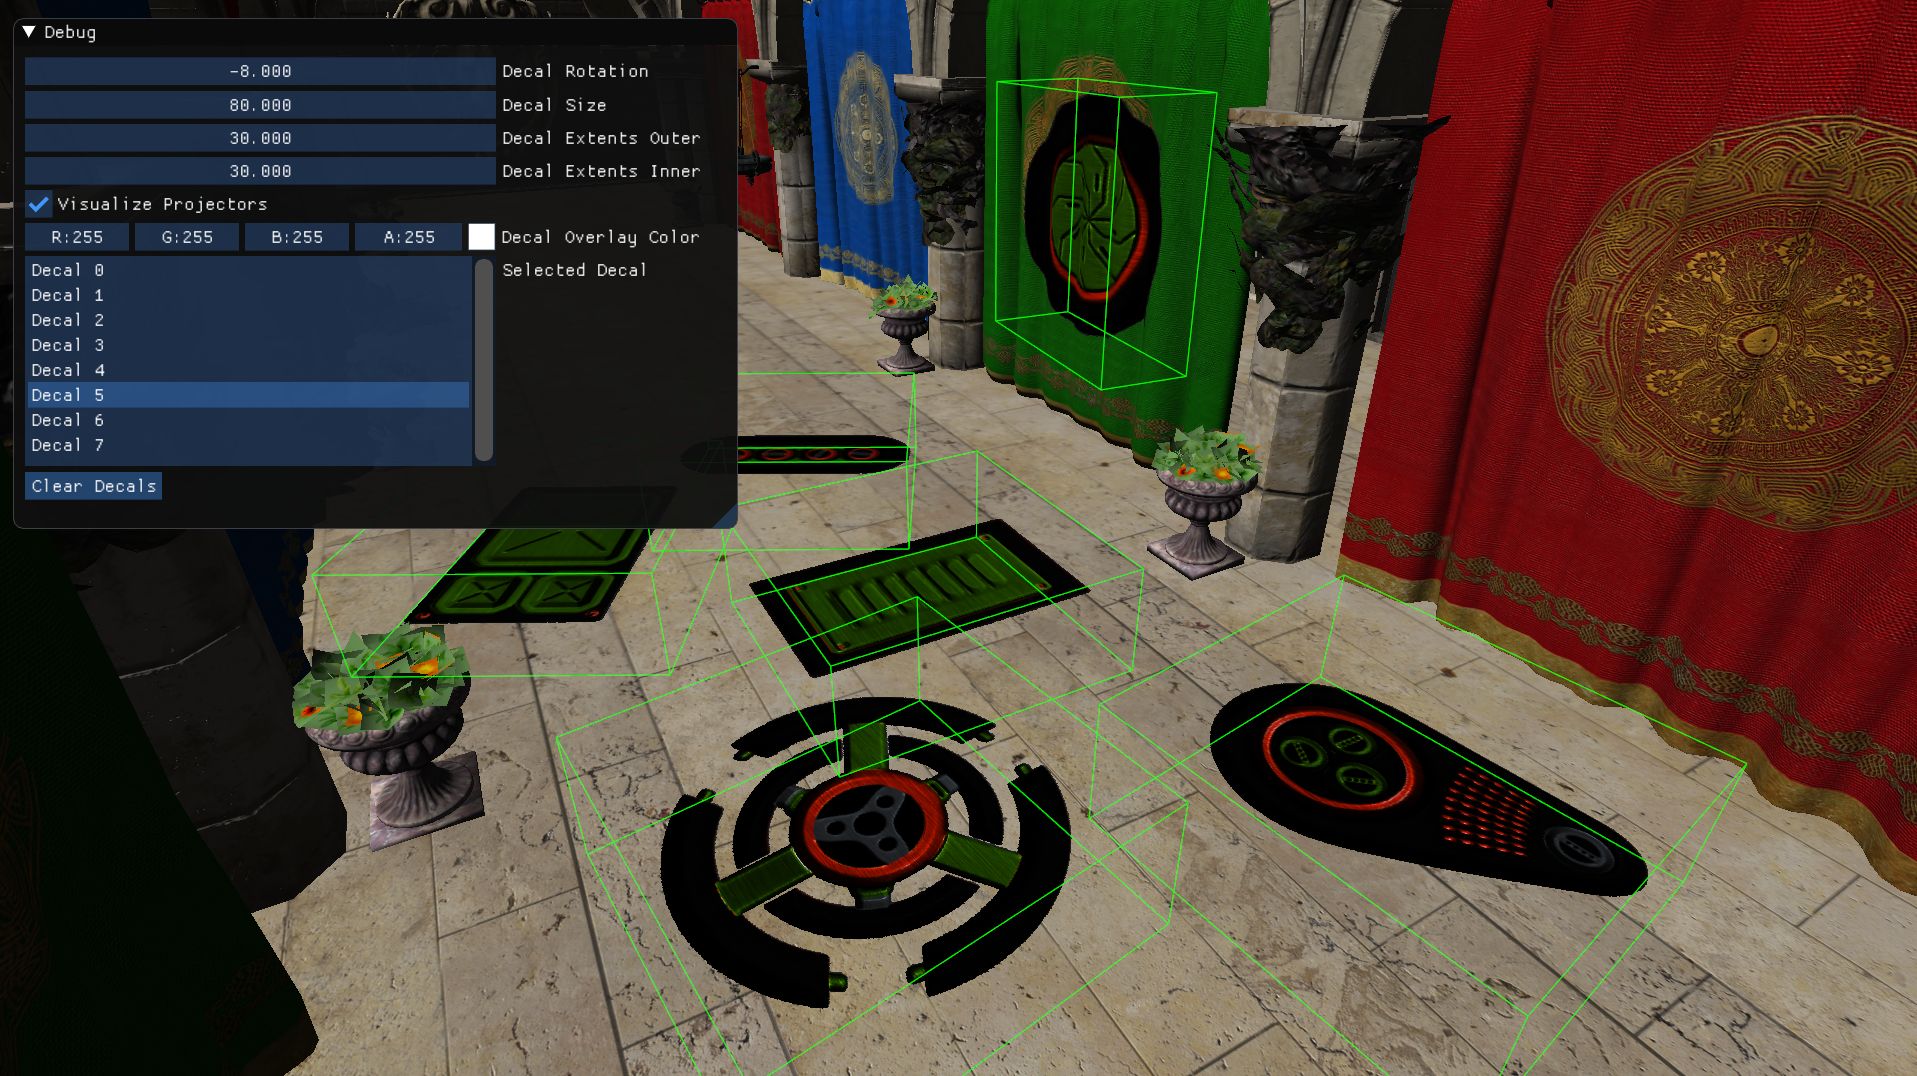 Debug
-8.000 Decal Rotation
80.000 Decal Size
30.000 Decal Extents Outer
30.000 Decal Extents Inner
Visualize Projectors
R:255 G:255 B:255 A:255 Decal Overlay Color
Decal 0 Selected Decal
Decal 1
Decal 2
Decal 3
Decal 4
Decal 5
Decal 6
Decal 7
Clear Decals